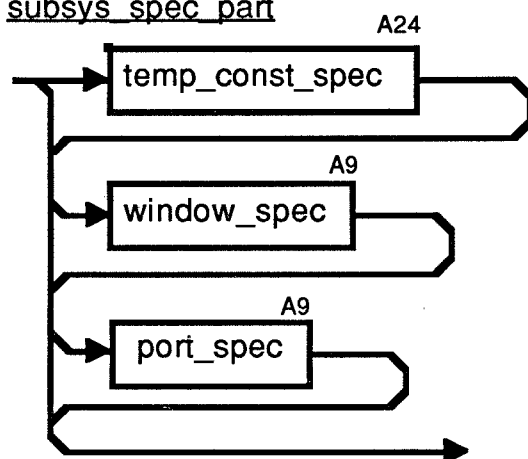 subsys_spec_part
A24
temp_const_spec
A9
window_spec
A9
port_spec